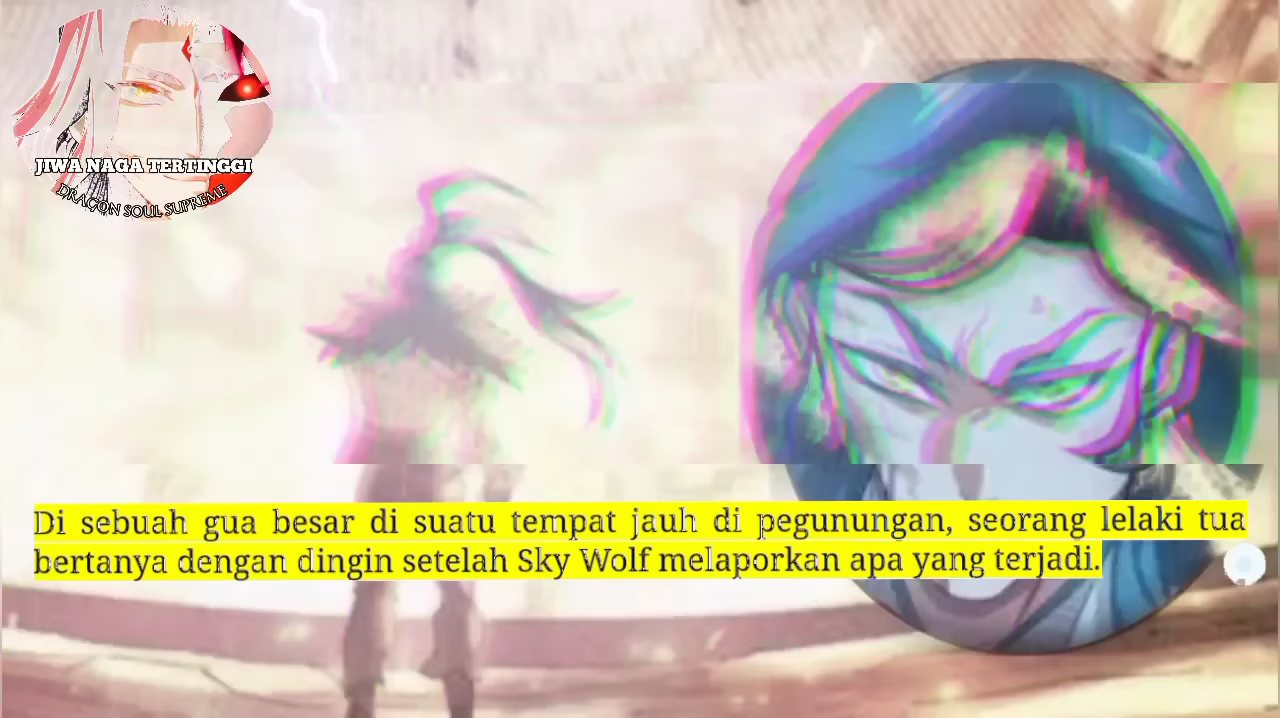 JIWA NAGA TERTINGGI
DRAGON SOUL SUPREME
Di sebuah gua besar di suatu tempat jauh di pegunungan, seorang lelaki tua
bertanya dengan dingin setelah Sky Wolf melaporkan apa yang terjadi.